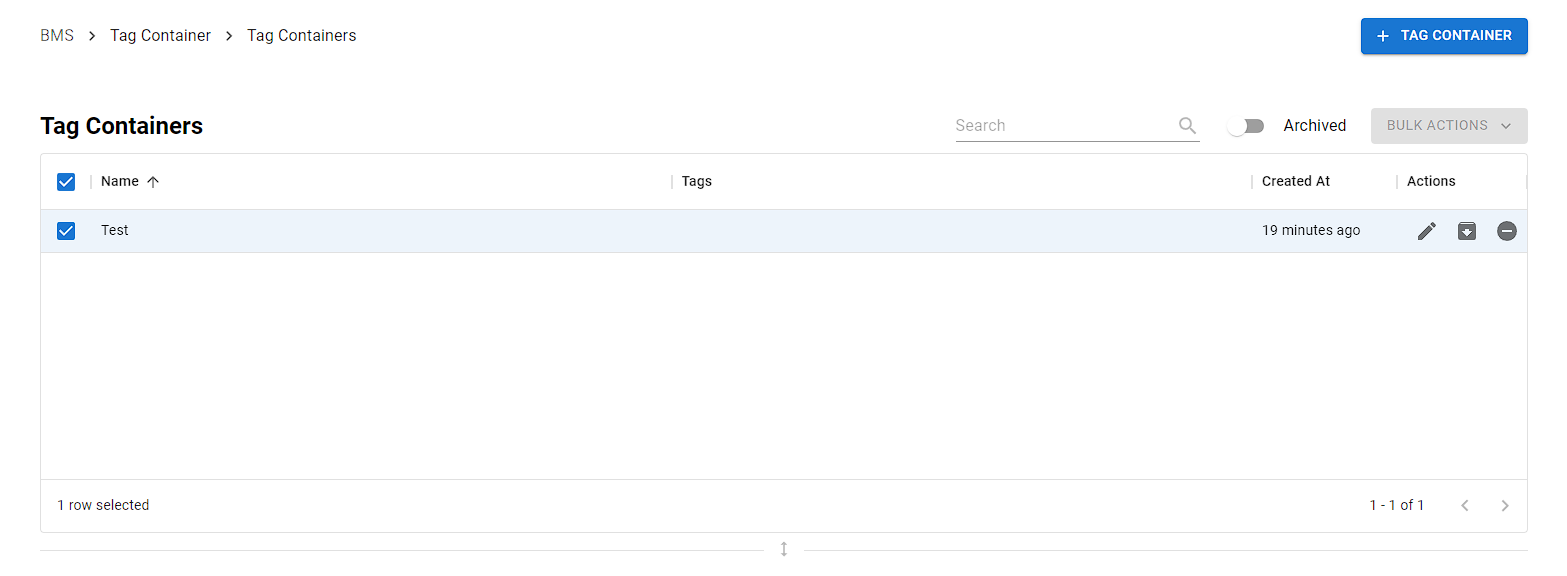 BMS > Tag Container > Tag Containers
+ TAG CONTAINER
Tag Containers
Search
Archived
BULK ACTIONS
Name Tags Created At Actions
Test 19 minutes ago
1 row selected
1 - 1 of 1